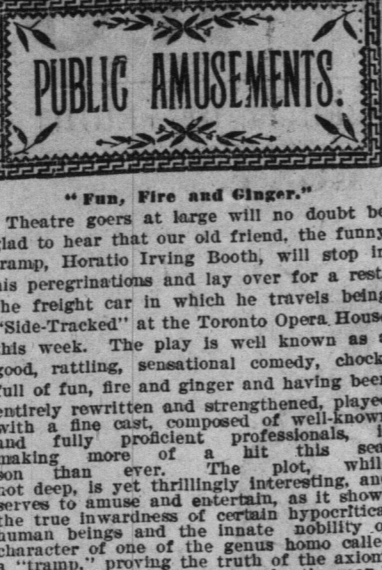 PUBLIC AMUSEMENTS.
"Fun, Fire and Ginger."
Theatre goers at large will no doubt be
glad to hear that our old friend, the funny
tramp, Horatio Irving Booth, will stop in
his peregrinations and lay over for a rest,
the freight car in which he travels being
"Side-Tracked" at the Toronto Opera House
this week. The play is well known as a
good, rattling, sensational comedy, chock
full of fun, fire and ginger and having been
entirely rewritten and strengthened, played
with a fine cast, composed of well-known
and fully proficient professionals, i
making more of a hit this sea
son than ever. The plot, whil
not deep, is yet thrillingly interesting, and
serves to amuse and entertain, as it show
the true inwardness of certain hypocritica
human beings and the innate nobility o
character of one of the genus homo calle
a "tramp," proving the truth of the axiom